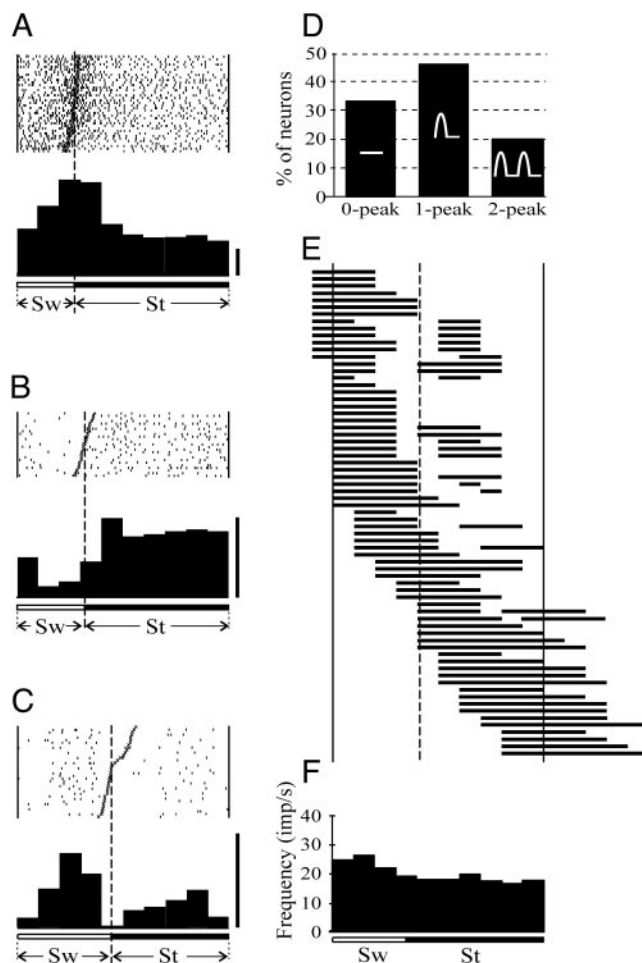 A
Sw
St
B
Sw
St
C
Sw
St
D
% of neurons
50
40
30
20
10
0
0-peak 1-peak 2-peak
E
F
Frequency (imp/s)
40
30
20
10
0
Sw
St